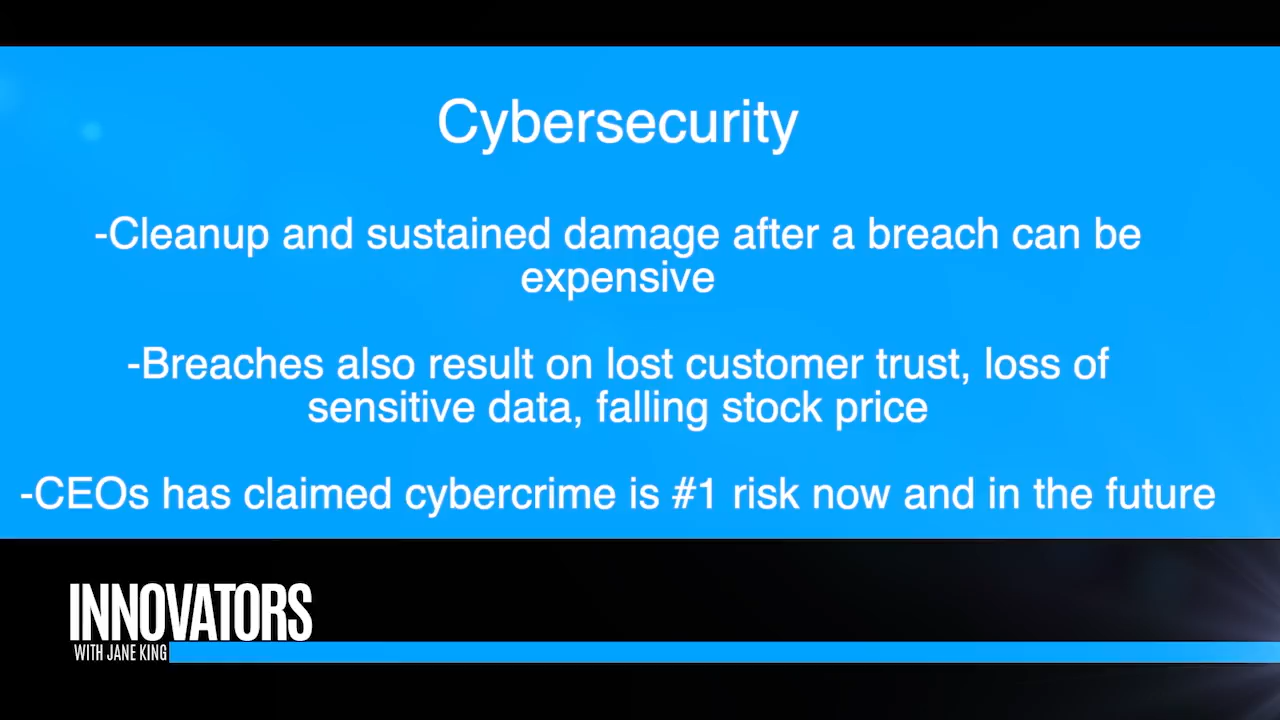 Cybersecurity
-Cleanup and sustained damage after a breach can be
expensive
-Breaches also result on lost customer trust, loss of
sensitive data, falling stock price
-CEOs has claimed cybercrime is #1 risk now and in the future
INNOVATORS
WITH JANE KING